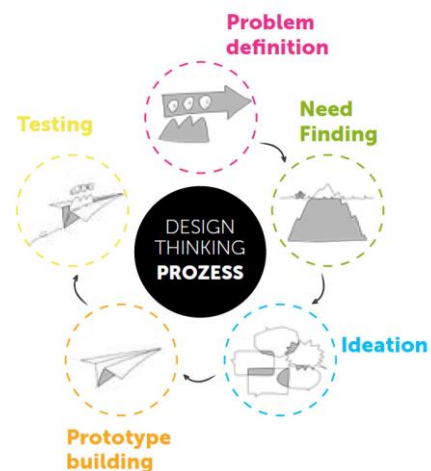 Problem
definition
Need
Finding
Ideation
Prototype
building
Testing
DESIGN
THINKING
PROZESS